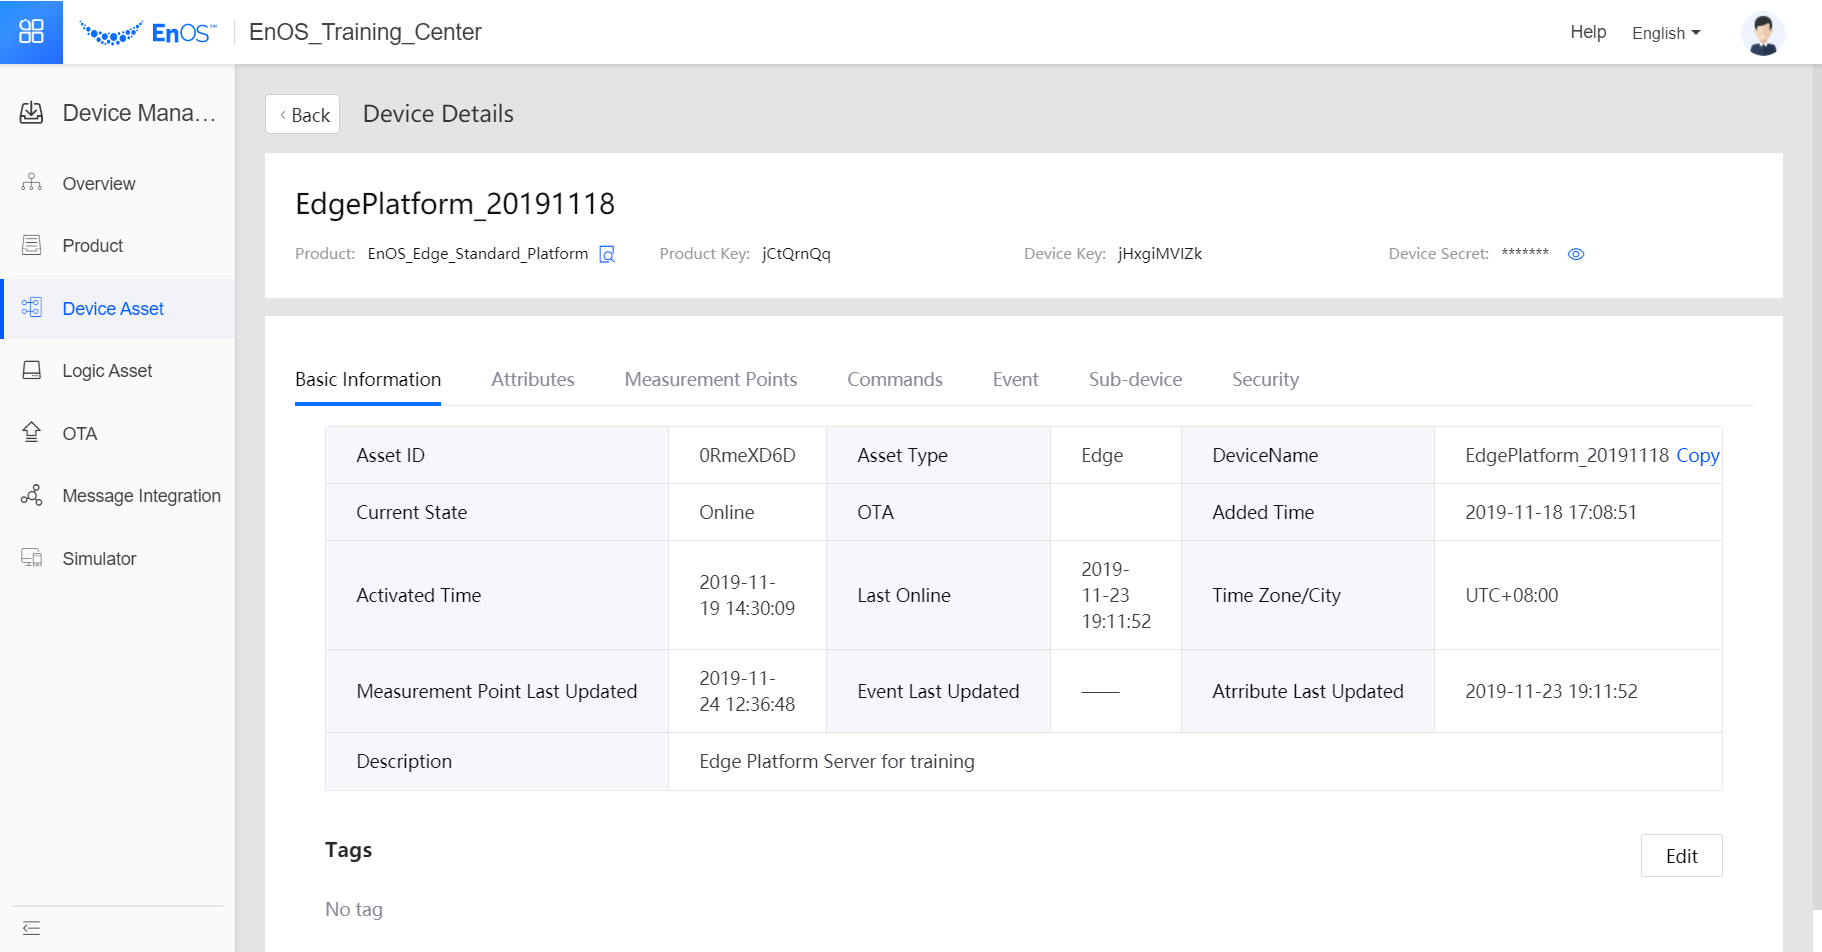 EnOS™ EnOS_Training_Center Help English
Device Mana...
Overview
Product
Device Asset
Logic Asset
OTA
Message Integration
Simulator
Back Device Details
EdgePlatform_20191118
Product: EnOS_Edge_Standard_Platform Product Key: jCtQrnQq Device Key: jHxgiMVIZk Device Secret: *******
Basic Information Attributes Measurement Points Commands Event Sub-device Security
Asset ID 0RmeXD6D Asset Type Edge DeviceName EdgePlatform_20191118 Copy
Current State Online OTA Added Time 2019-11-18 17:08:51
Activated Time 2019-11-
19 14:30:09 Last Online 2019-
11-23
19:11:52 Time Zone/City UTC+08:00
Measurement Point Last Updated 2019-11-
24 12:36:48 Event Last Updated —— Atrribute Last Updated 2019-11-23 19:11:52
Description Edge Platform Server for training
Tags Edit
No tag